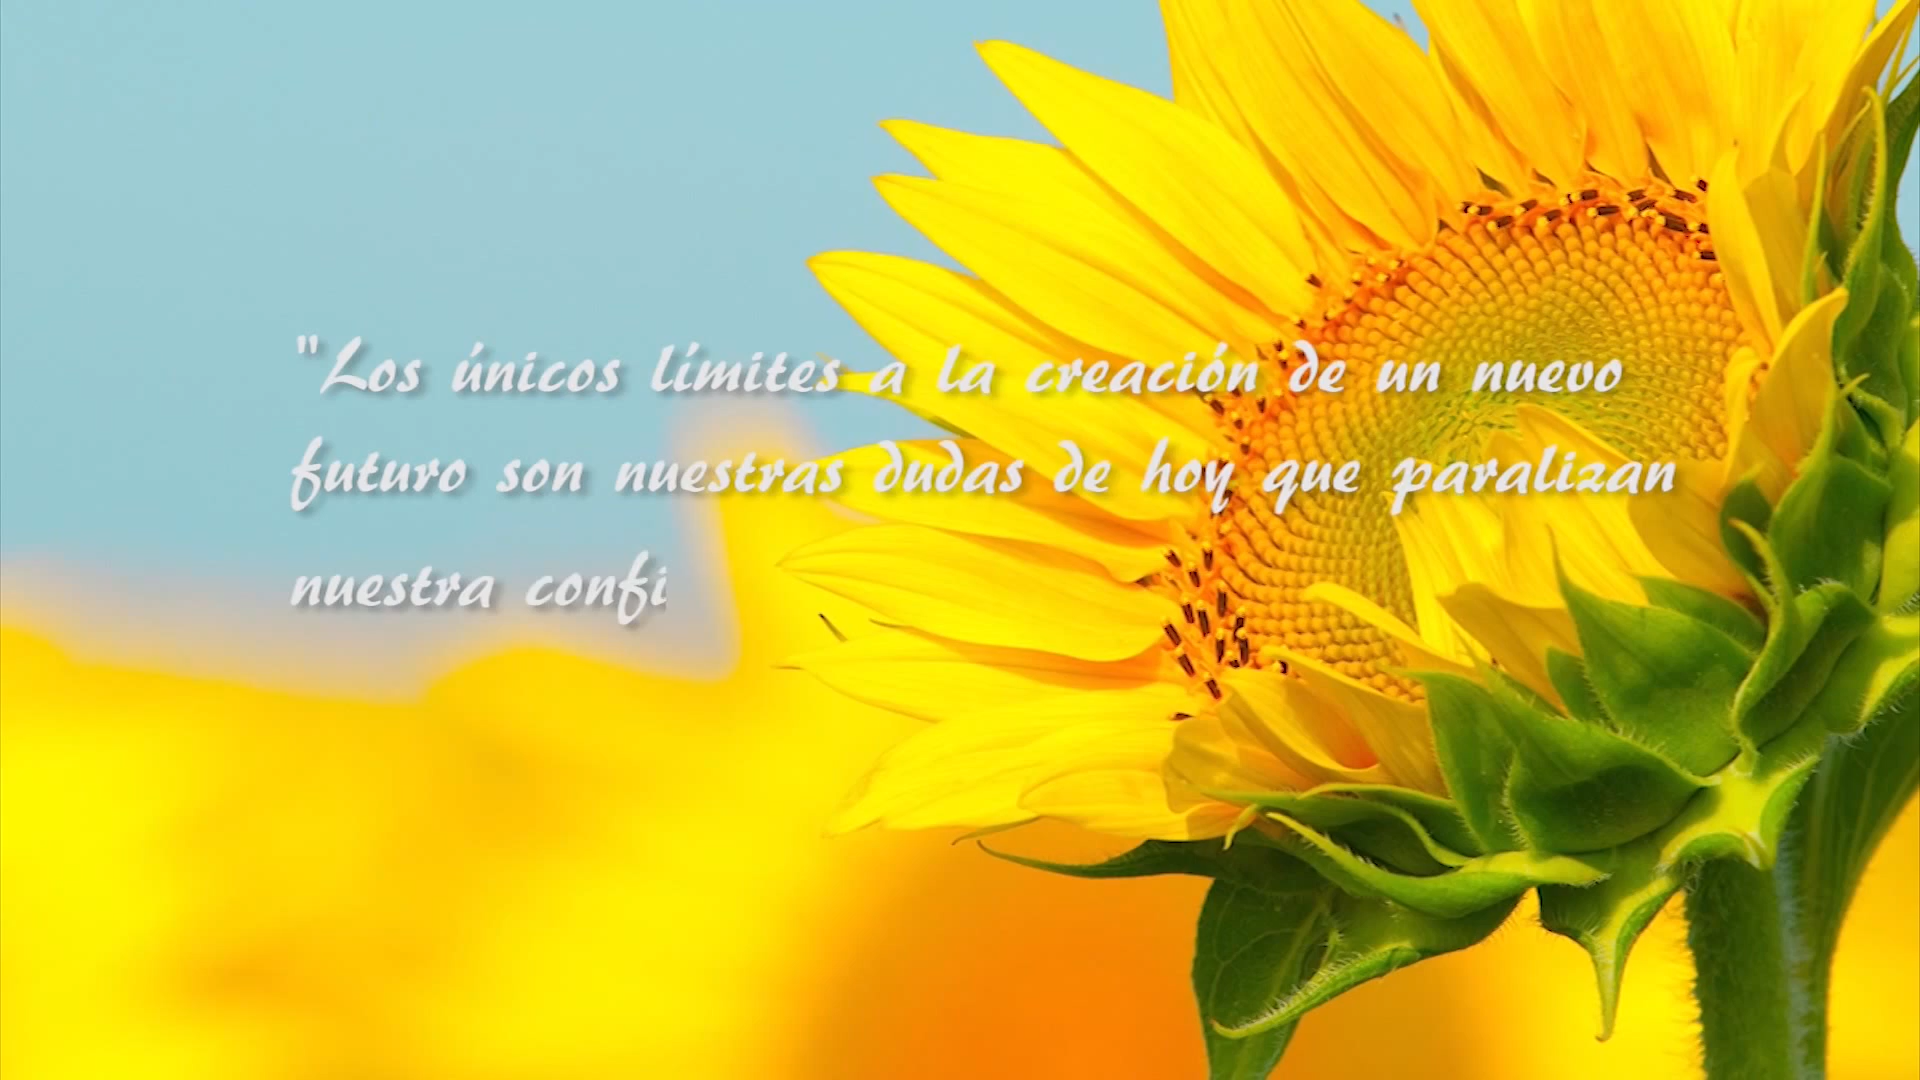 "Los únicos límites a la creación de un nuevo
futuro son nuestras dudas de hoy que paralizan
nuestra confi